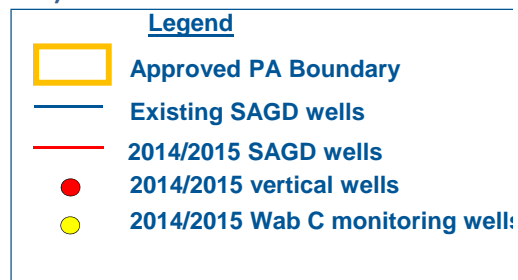 Legend
Approved PA Boundary
Existing SAGD wells
2014/2015 SAGD wells
2014/2015 vertical wells
2014/2015 Wab C monitoring wells